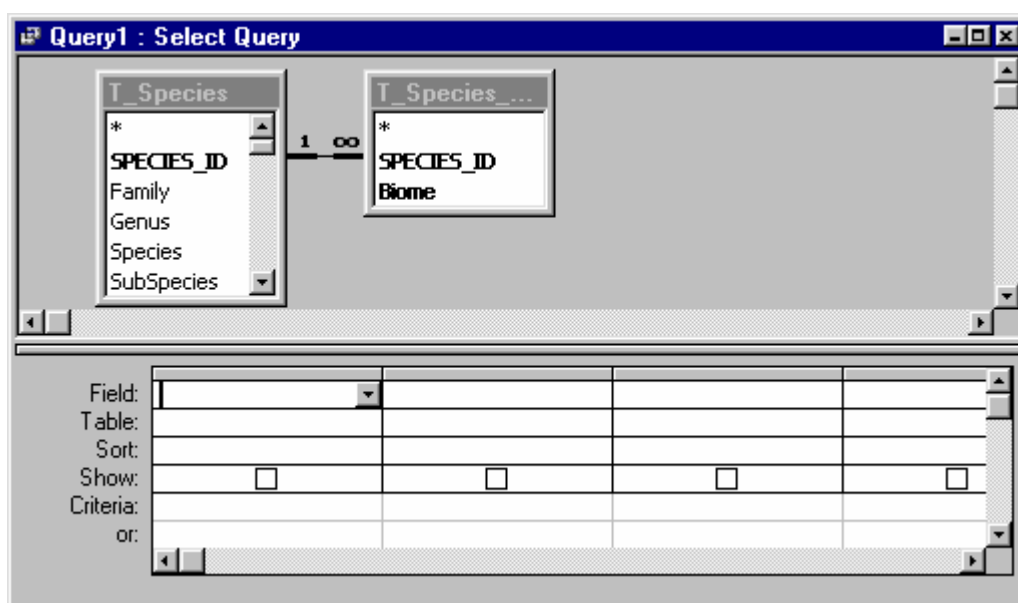 Query1 : Select Query
T_Species
*
SPECIES_ID
Family
Genus
Species
SubSpecies
1 ∞
T_Species_...
*
SPECIES_ID
Biome
Field:
Table:
Sort:
Show:
Criteria:
or: